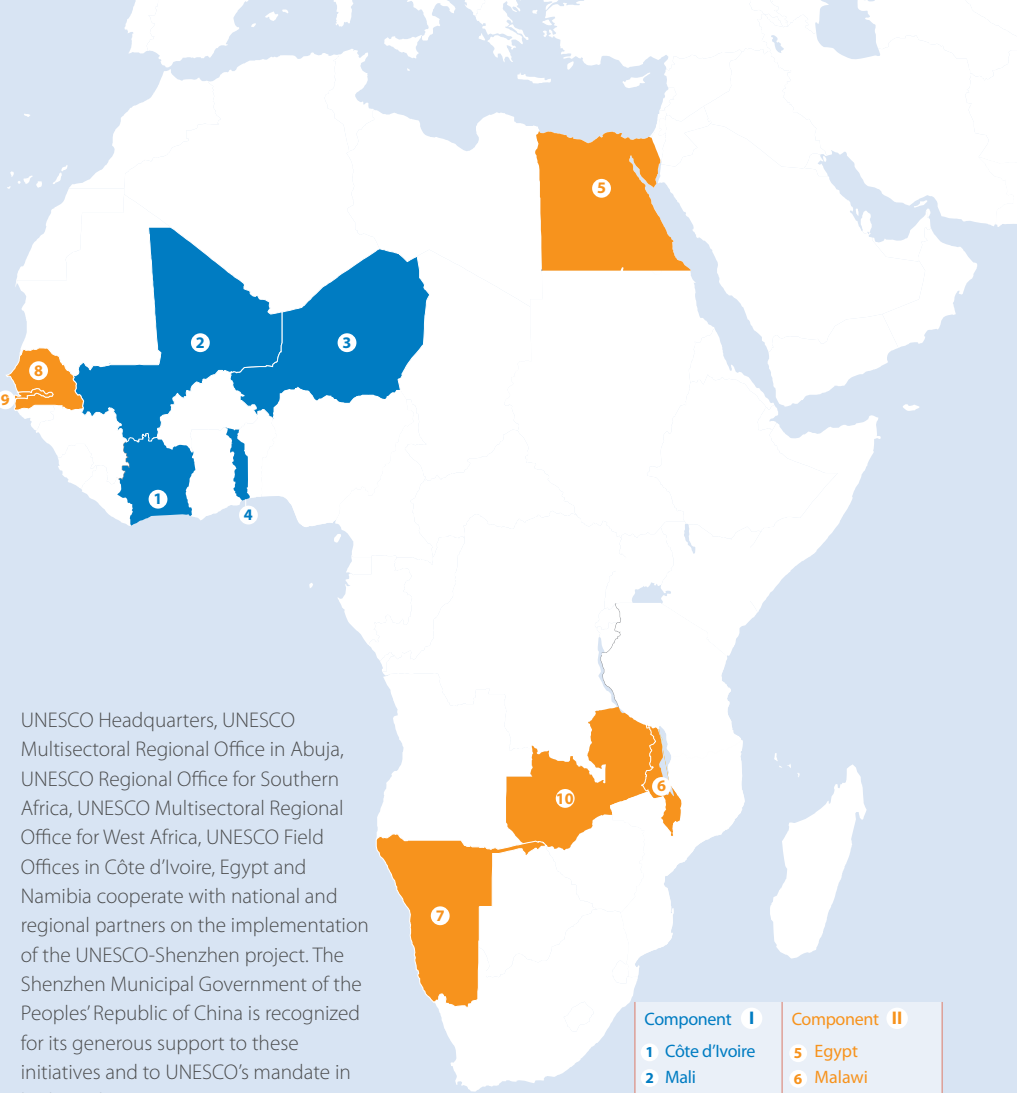 5
2
3
8
9
1
4
10
6
7
UNESCO Headquarters, UNESCO
Multisectoral Regional Office in Abuja,
UNESCO Regional Office for Southern
Africa, UNESCO Multisectoral Regional
Office for West Africa, UNESCO Field
Offices in Côte d’Ivoire, Egypt and
Namibia cooperate with national and
regional partners on the implementation
of the UNESCO-Shenzhen project. The
Shenzhen Municipal Government of the
Peoples’ Republic of China is recognized
for its generous support to these
initiatives and to UNESCO’s mandate in
Component I
1 Côte d’Ivoire
2 Mali
Component II
5 Egypt
6 Malawi